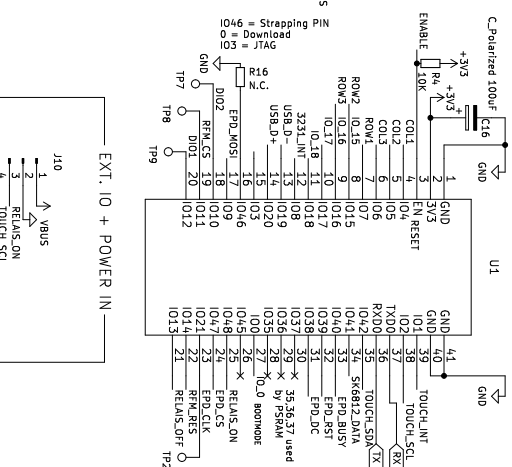 S
IO46 = Strapping PIN
0 = Download
IO3 = JTAG
ENABLE
C_Polarized 100uF
+3V3
R4
10K
+3V3
C16
GND
GND
R16
N.C.
TP7
TP8
TP9
DIO1
RFM_CS
DIO2
EPD_MOSI
USB_D+
USB_D-
3231_INT
IO_18
IO_17
ROW3
IO_16
ROW2
IO_15
ROW1
COL3
COL2
COL1
20
19
18
17
16
15
14
13
12
11
10
9
8
7
6
5
4
3
2
1
IO12
IO11
IO10
IO9
IO46
IO3
IO20
IO19
IO8
IO18
IO17
IO16
IO15
IO7
IO6
IO5
IO4
EN RESET
3V3
GND
U1
IO13
IO14
IO21
IO47
IO48
IO45
IO0
IO35
IO36
IO37
IO38
IO39
IO40
IO41
IO42
RXD0
TXD0
IO2
IO1
GND
GND
21
22
23
24
25
26
27
28
29
30
31
32
33
34
35
36
37
38
39
40
41
RELAIS_OFF
RFM_RES
EPD_CLK
EPD_CS
RELAIS_ON
IO_0 BOOTMODE
35,36,37 used
by PSRAM
EPD_DC
EPD_RST
EPD_BUSY
SK6812_DATA
TOUCH_SDA
TX
RX
TOUCH_SCL
TOUCH_INT
GND
EXT. IO + POWER IN
J10
1
2
3
4
VBUS
RELAIS_ON
TOUCH_SCL